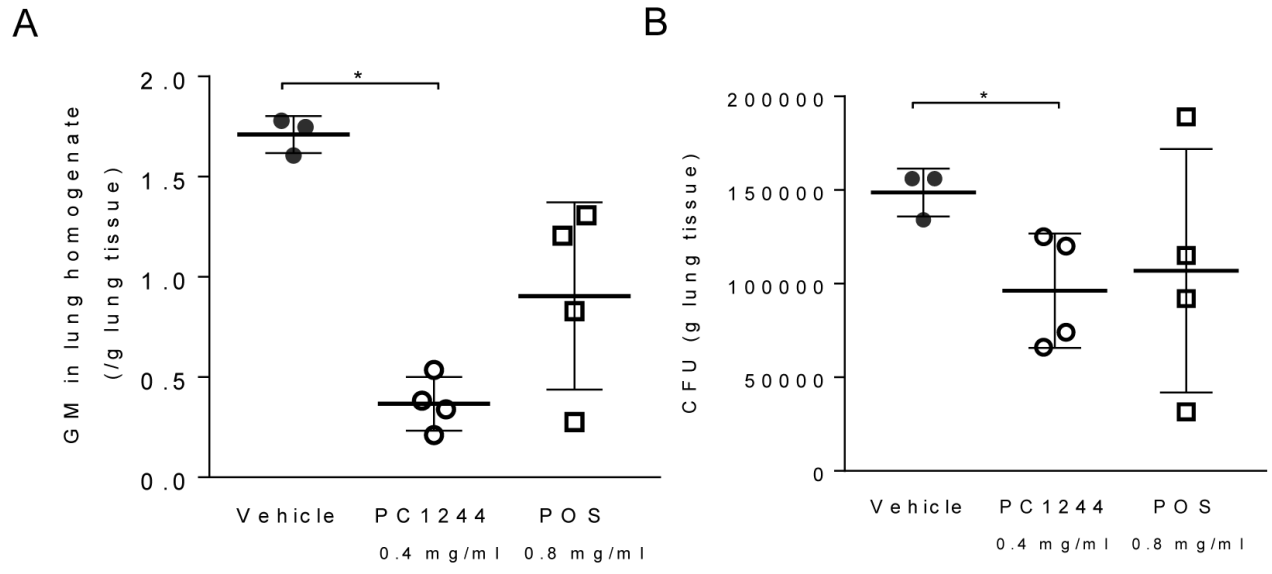 A
GM in lung homogenate
(/g lung tissue)
2.0
1.5
1.0
0.5
0.0
*
Vehicle PC1244 POS
0.4 mg/ml 0.8 mg/ml
B
CFU (g lung tissue)
200000
150000
100000
50000
0
*
Vehicle PC1244 POS
0.4 mg/ml 0.8 mg/ml